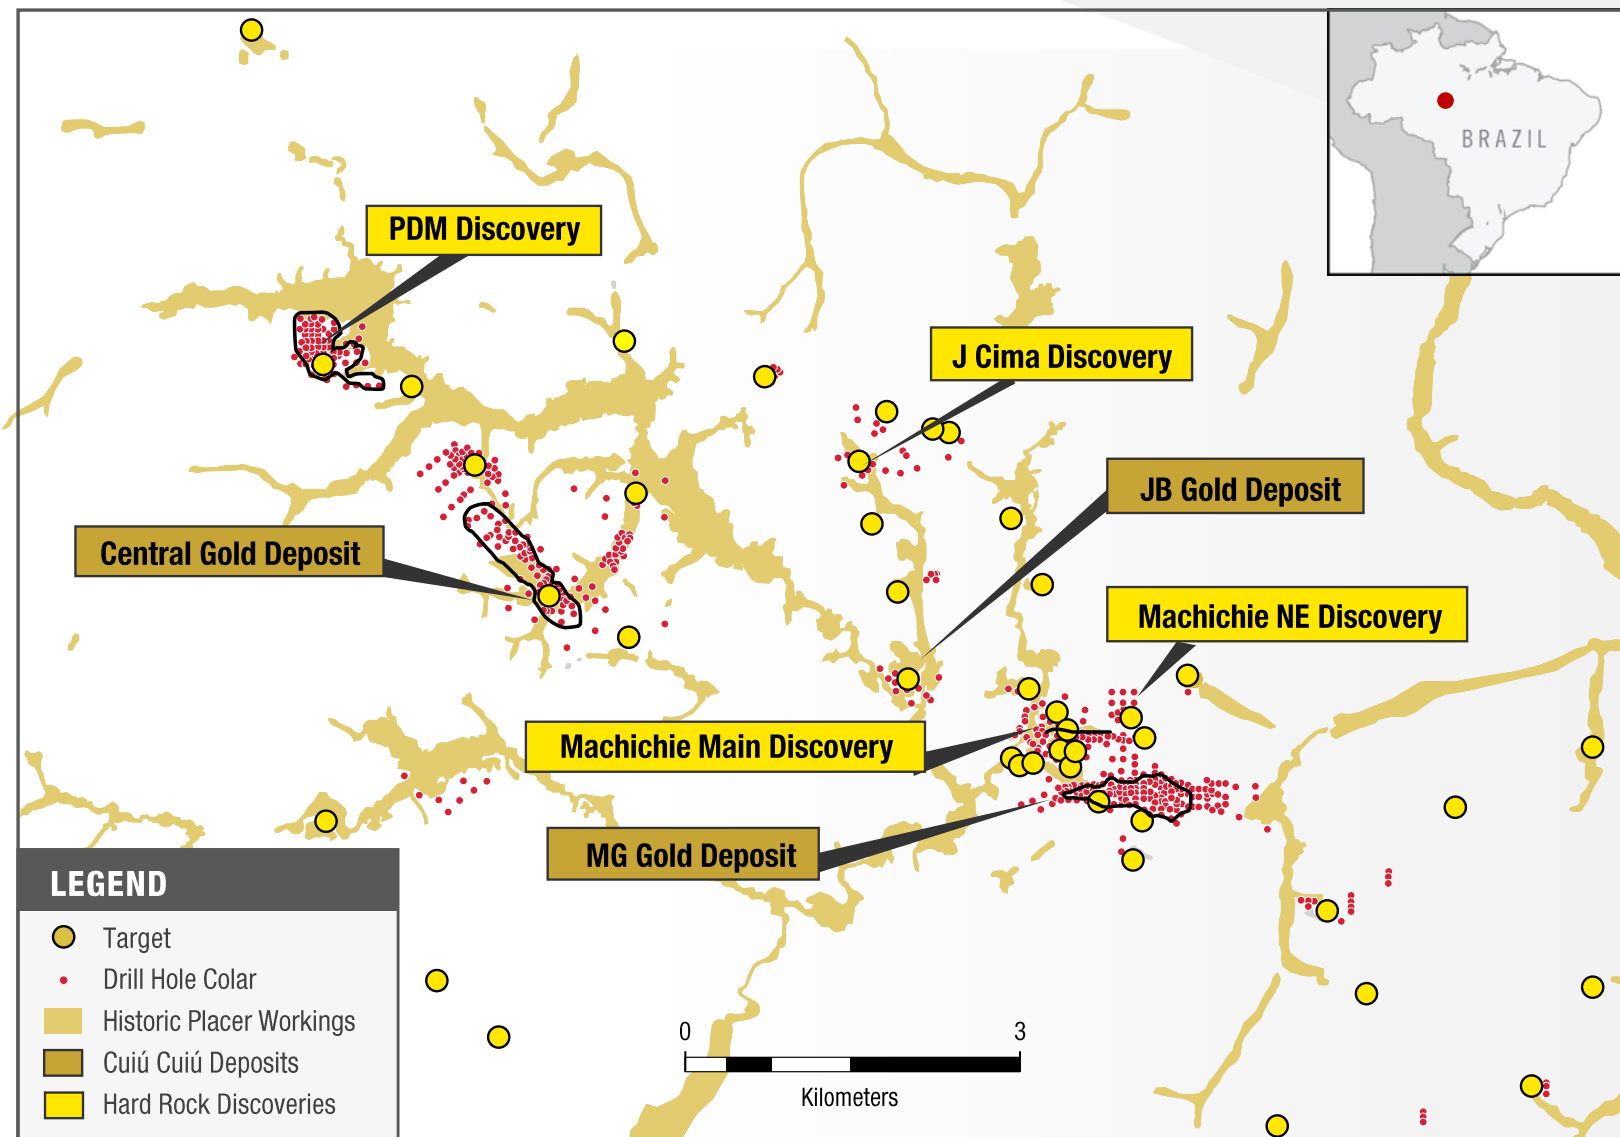 BRAZIL
PDM Discovery
J Cima Discovery
JB Gold Deposit
Central Gold Deposit
Machichie NE Discovery
Machichie Main Discovery
MG Gold Deposit
LEGEND
Target
Drill Hole Colar
Historic Placer Workings
Cuiú Cuiú Deposits
Hard Rock Discoveries
0 3
Kilometers